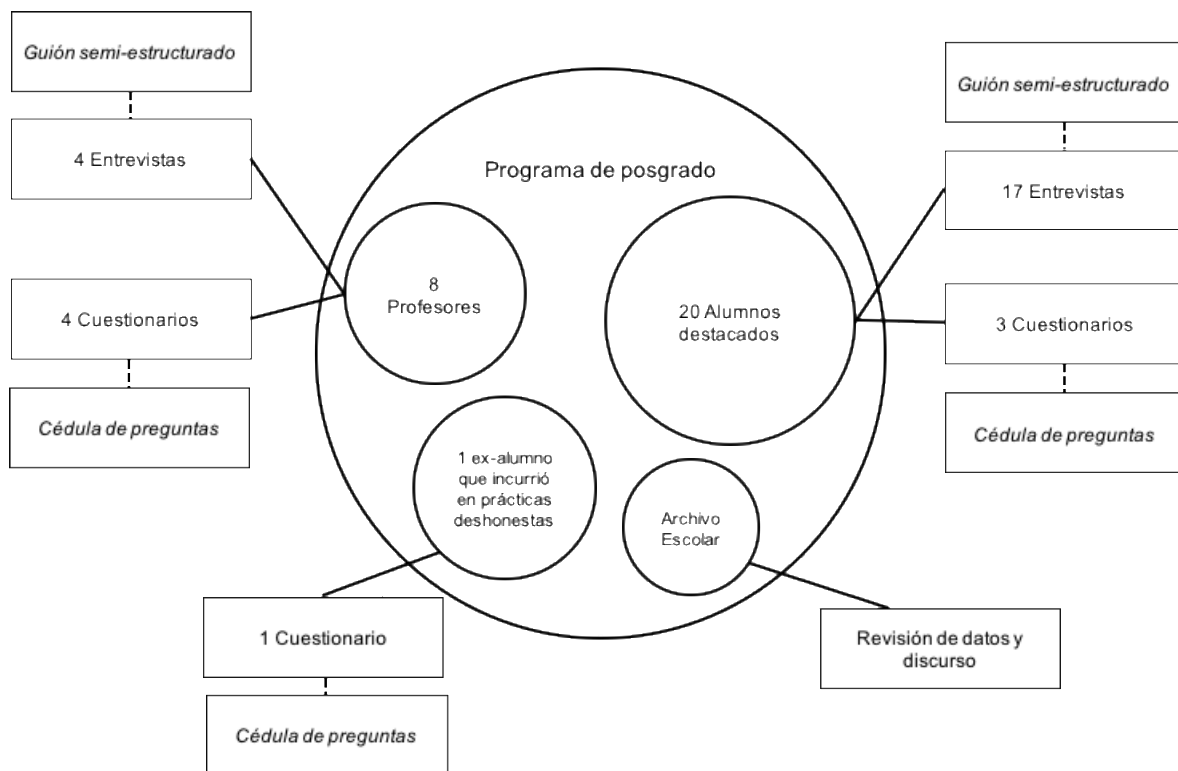 Guión semi-estructurado
4 Entrevistas
4 Cuestionarios
Cédula de preguntas
Programa de posgrado
8
Profesores
20 Alumnos
destacados
1 ex-alumno
que incurrió
en prácticas
deshonestas
Archivo
Escolar
Guión semi-estructurado
17 Entrevistas
3 Cuestionarios
Cédula de preguntas
1 Cuestionario
Cédula de preguntas
Revisión de datos y
discurso